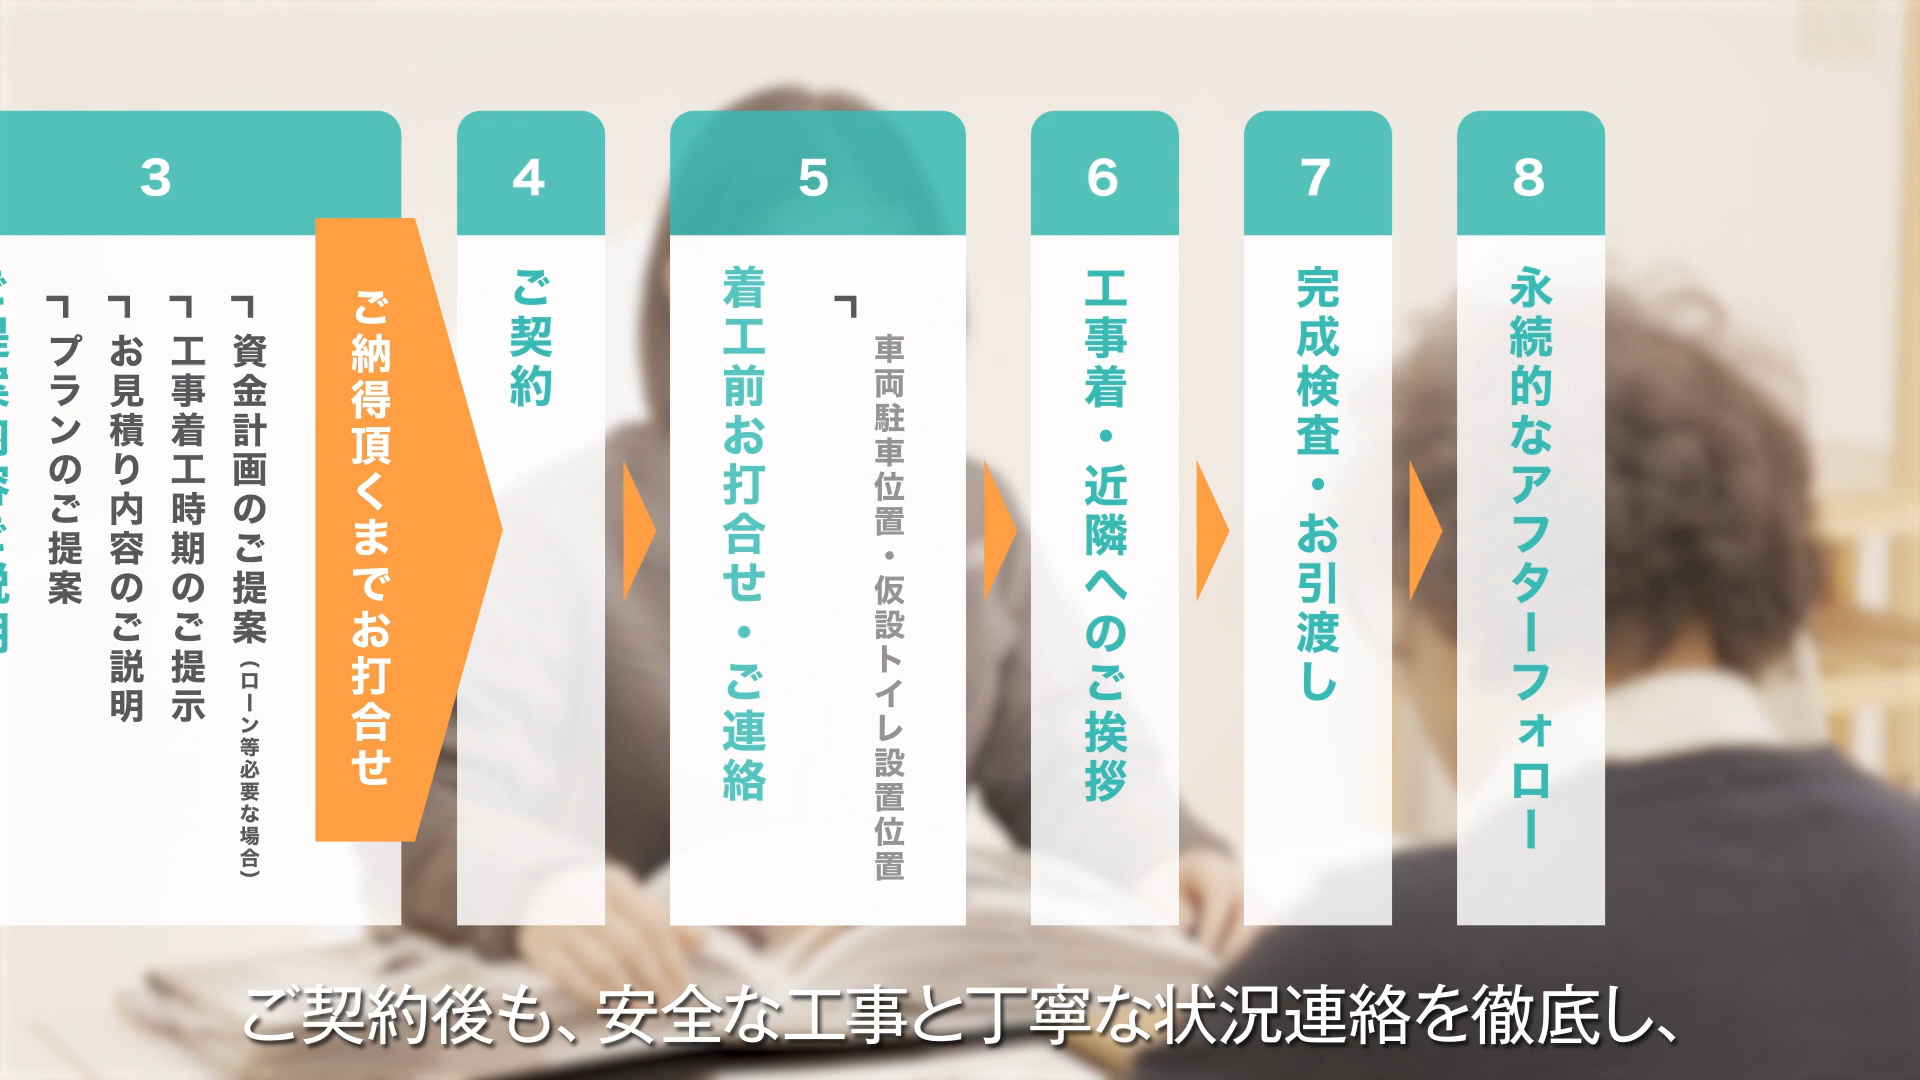 3
プランのご提案
お見積り内容のご説明
工事着工時期のご提示
資金計画のご提案(ローン等必要な場合)
ご納得頂くまでお打合せ
4
ご契約
5
着工前お打合せ・ご連絡
車両駐車位置・仮設トイレ設置位置
6
工事着・近隣へのご挨拶
7
完成検査・お引渡し
8
永続的なアフターフォロー
ご契約後も、安全な工事と丁寧な状況連絡を徹底し、